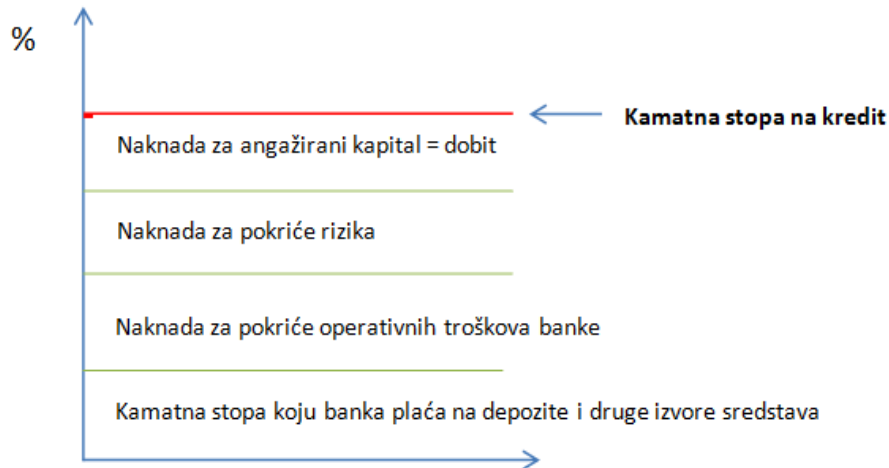 %
Kamatna stopa na kredit
Naknada za angažirani kapital = dobit
Naknada za pokriće rizika
Naknada za pokriće operativnih troškova banke
Kamatna stopa koju banka plaća na depozite i druge izvore sredstava